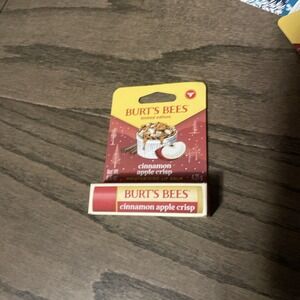 BURT'S BEES
limited edition
cinnamon
apple crisp
BURT'S BEES
cinnamon apple crisp